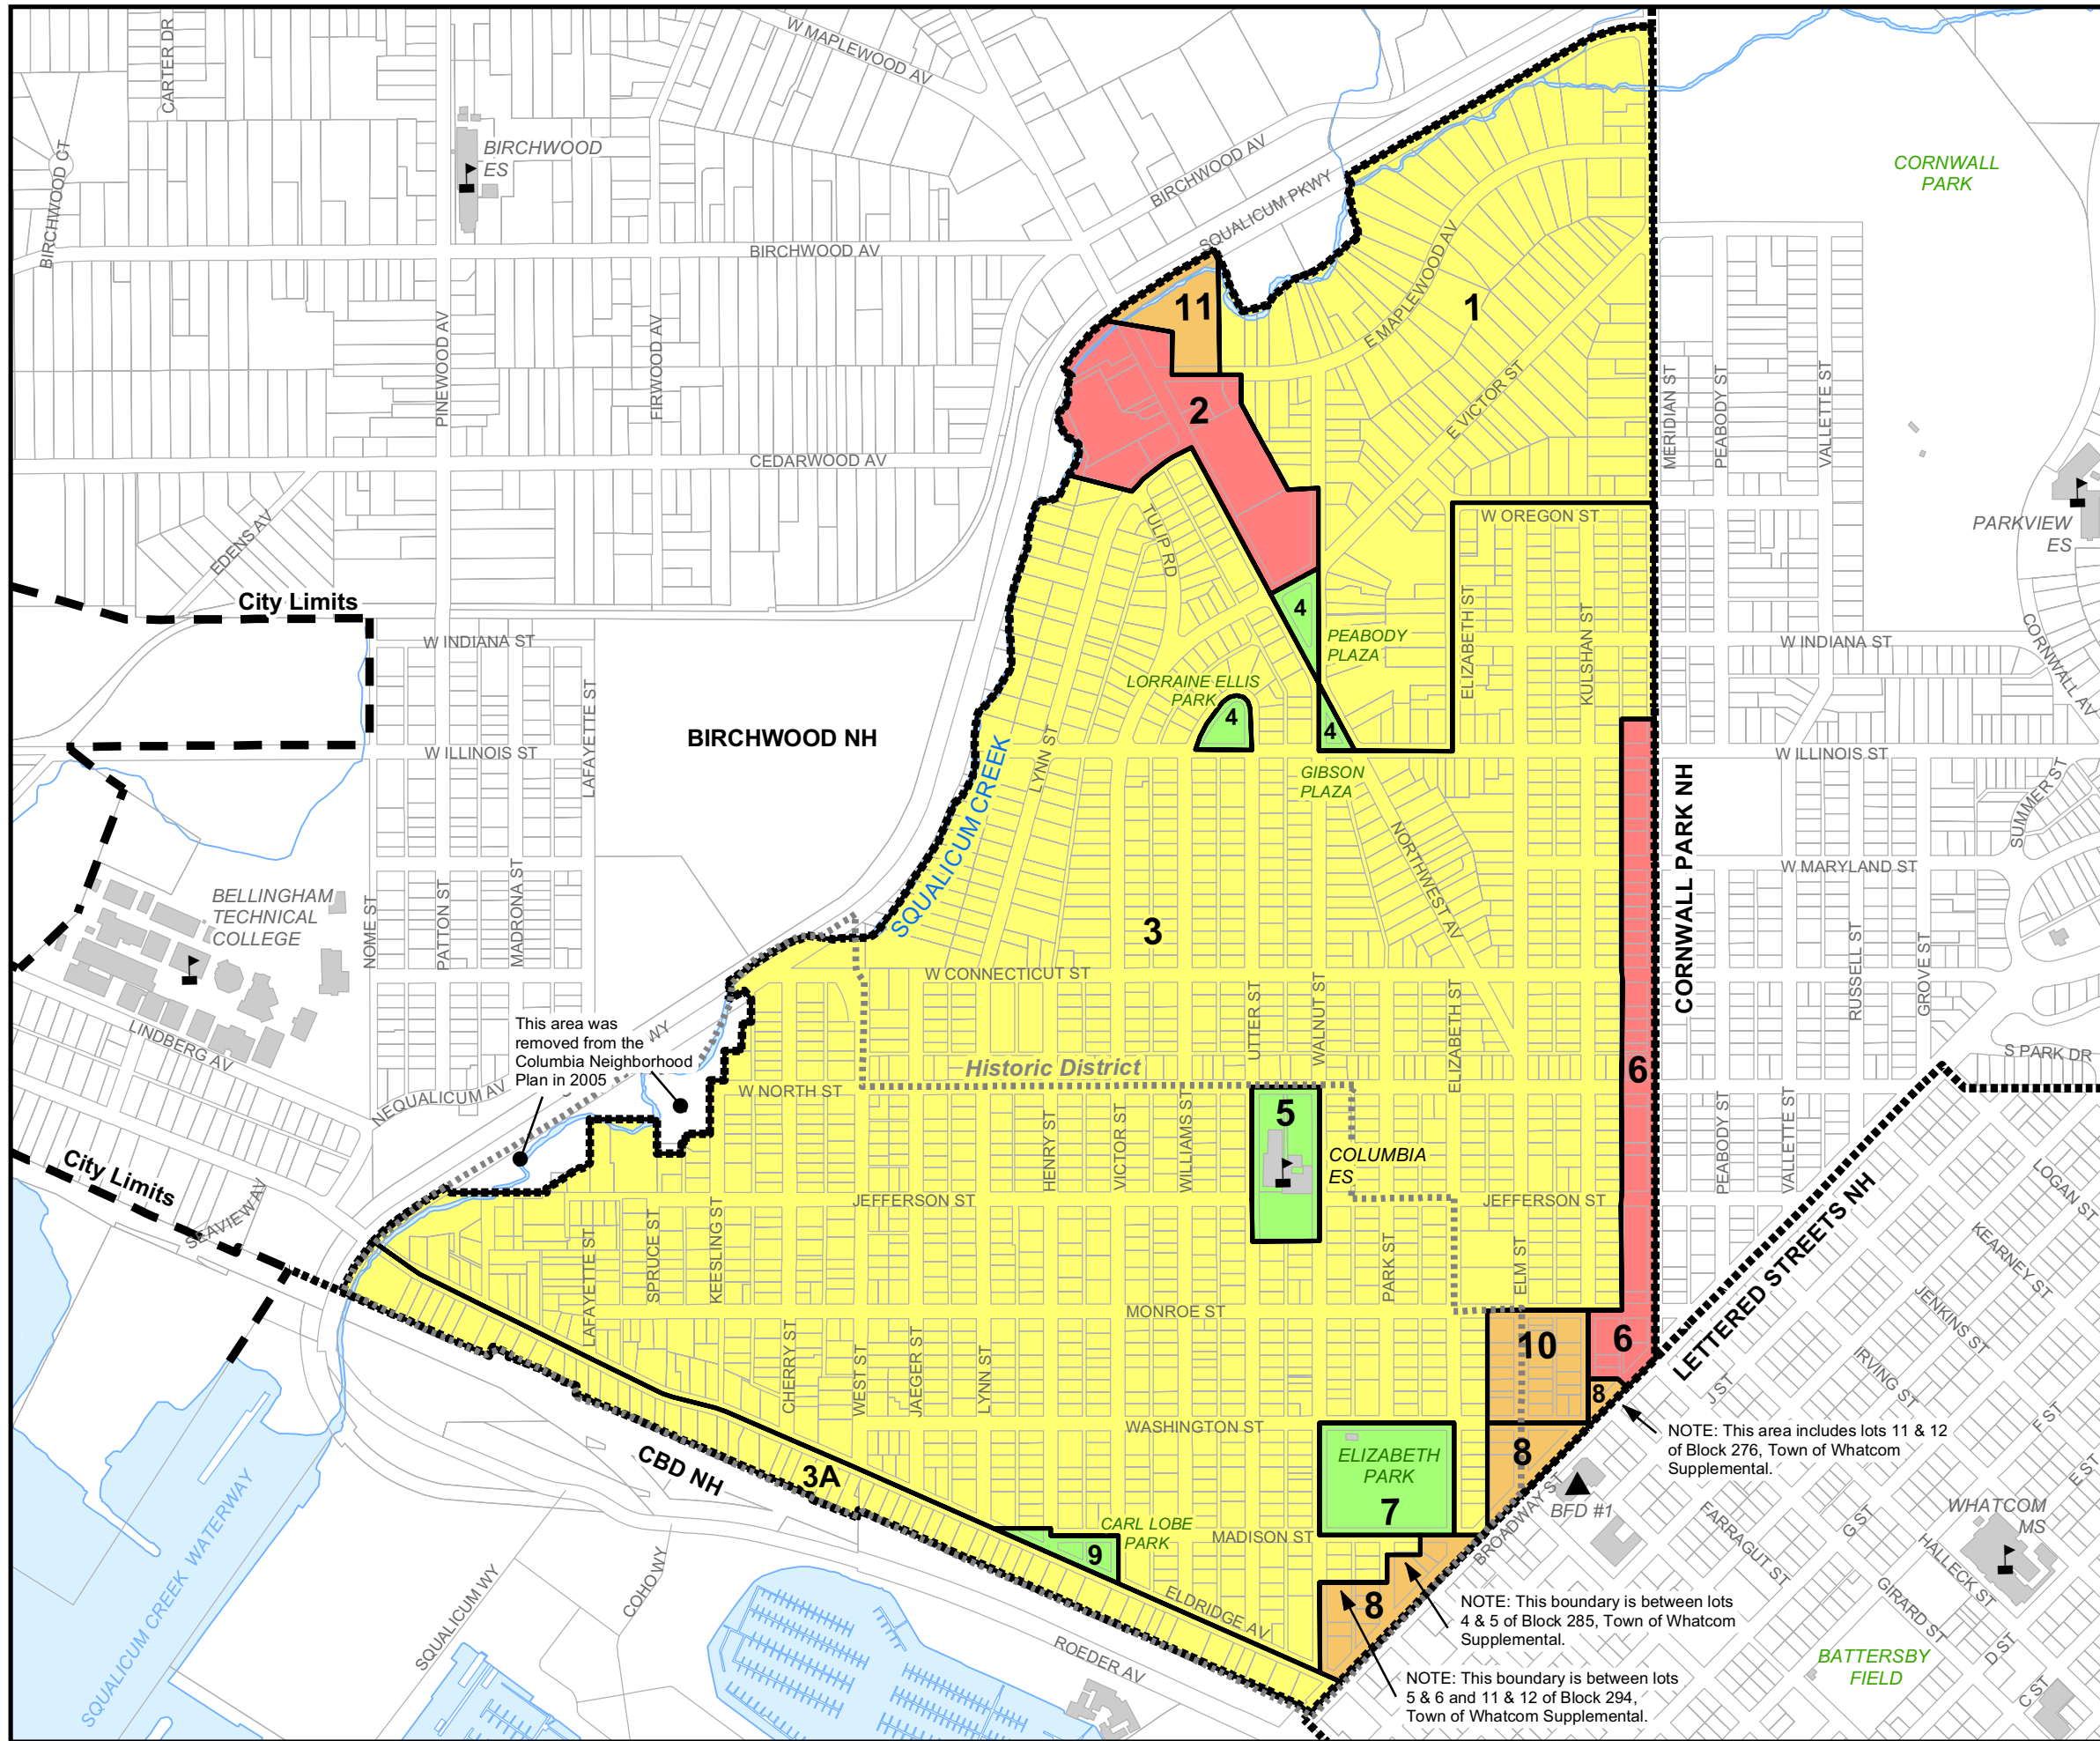 CARTER DR
W MAPLEWOOD AV
BIRCHWOOD
ES
BIRCHWOOD CT
BIRCHWOOD AV
SQUALICUM PKWY
CORNWALL
PARK
BIRCHWOOD AV
11
1
E MAPLEWOOD AV
PINEWOOD AV
FIRWOOD AV
2
E VICTOR ST
MERIDIAN ST
PEABODY ST
VALLETTE ST
CEDARWOOD AV
EDENS AV
TULIP RD
W OREGON ST
PARKVIEW
ES
City Limits
4
ELIZABETH ST
KULSHAN ST
W INDIANA ST
PEABODY
PLAZA
W INDIANA ST
CORNWALL AV
LAFAYETTE ST
LORRAINE ELLIS
PARK
4
4
BIRCHWOOD NH
W ILLINOIS ST
LYNN ST
W ILLINOIS ST
GIBSON
PLAZA
SQUALICUM CREEK
CORNWALL PARK NH
SUMMER ST
NORTHWEST AV
W MARYLAND ST
BELLINGHAM
TECHNICAL
COLLEGE
NOME ST
PATTON ST
MADRONA ST
3
RUSSELL ST
GROVE ST
W CONNECTICUT ST
UTTER ST
WALNUT ST
ELIZABETH ST
This area was
removed from the
Columbia Neighborhood
Plan in 2005
WY
LINDBERG AV
Historic District
6
S PARK DR
NEQUALICUM AV
W NORTH ST
5
HENRY ST
VICTOR ST
WILLIAMS ST
PEABODY ST
VALLETTE ST
COLUMBIA
ES
City Limits
SEAVIEW AV
JEFFERSON ST
JEFFERSON ST
LETTERED STREETS NH
LOGAN ST
KEARNEY ST
LAFAYETTE ST
SPRUCE ST
KEESLING ST
PARK ST
ELM ST
MONROE ST
JENKINS ST
10
6
CHERRY ST
WEST ST
JAEGER ST
LYNN ST
IRVING ST
8
J ST
F ST
WASHINGTON ST
NOTE: This area includes lots 11 & 12
of Block 276, Town of Whatcom
Supplemental.
E ST
CBD NH
3A
ELIZABETH
PARK
7
8
BROADWAY ST
BFD #1
WHATCOM
MS
CARL LOBE
PARK
MADISON ST
9
FARRAGUT ST
G ST
HALLECK ST
SQUALICUM CREEK WATERWAY
SQUALICUM WY
COHO WY
ELDRIDGE AV
8
GIRARD ST
NOTE: This boundary is between lots
4 & 5 of Block 285, Town of Whatcom
Supplemental.
ROEDER AV
D ST
BATTERSBY
FIELD
NOTE: This boundary is between lots
5 & 6 and 11 & 12 of Block 294,
Town of Whatcom Supplemental.
C ST